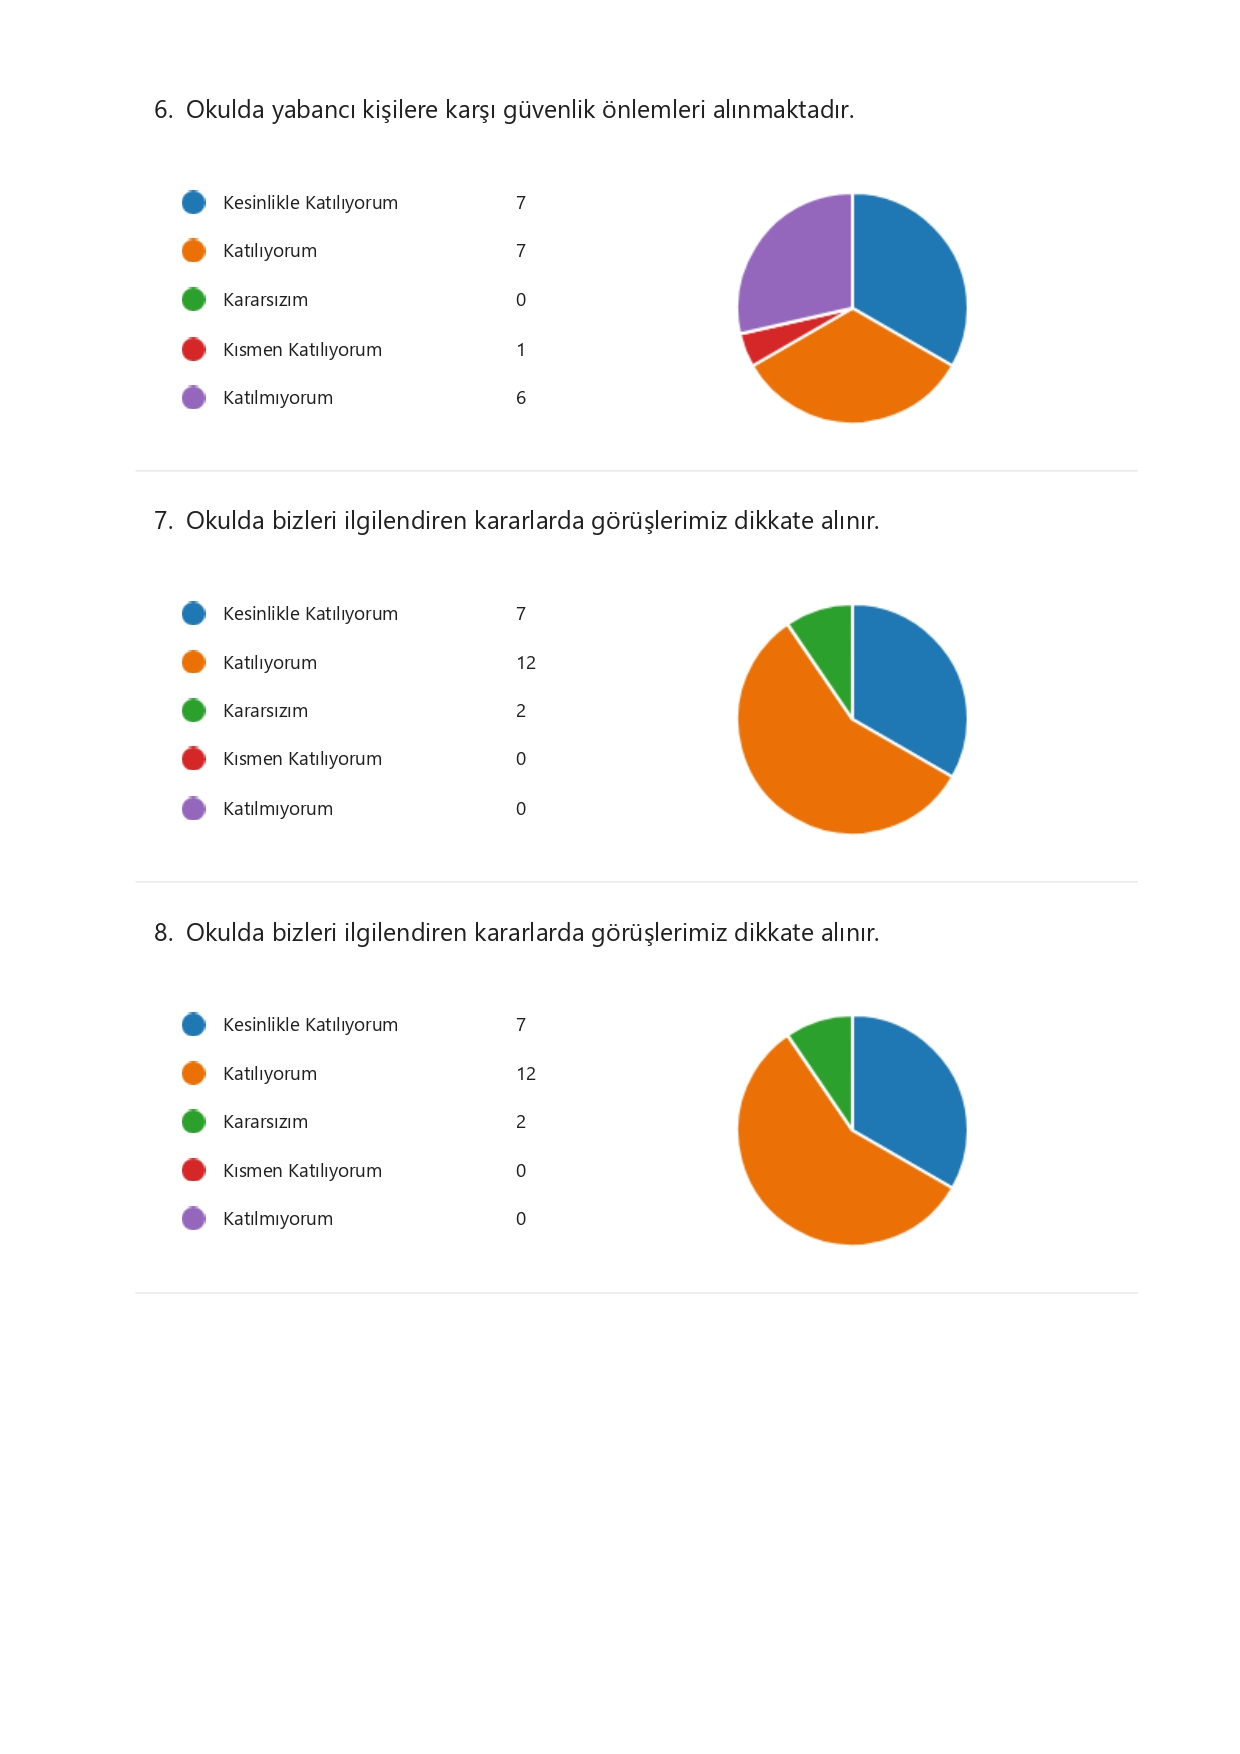 6. Okulda yabancı kişilere karşı güvenlik önlemleri alınmaktadır.
Kesinlikle Katılıyorum 7
Katılıyorum 7
Kararsızım 0
Kısmen Katılıyorum 1
Katılmıyorum 6
7. Okulda bizleri ilgilendiren kararlarda görüşlerimiz dikkate alınır.
Kesinlikle Katılıyorum 7
Katılıyorum 12
Kararsızım 2
Kısmen Katılıyorum 0
Katılmıyorum 0
8. Okulda bizleri ilgilendiren kararlarda görüşlerimiz dikkate alınır.
Kesinlikle Katılıyorum 7
Katılıyorum 12
Kararsızım 2
Kısmen Katılıyorum 0
Katılmıyorum 0